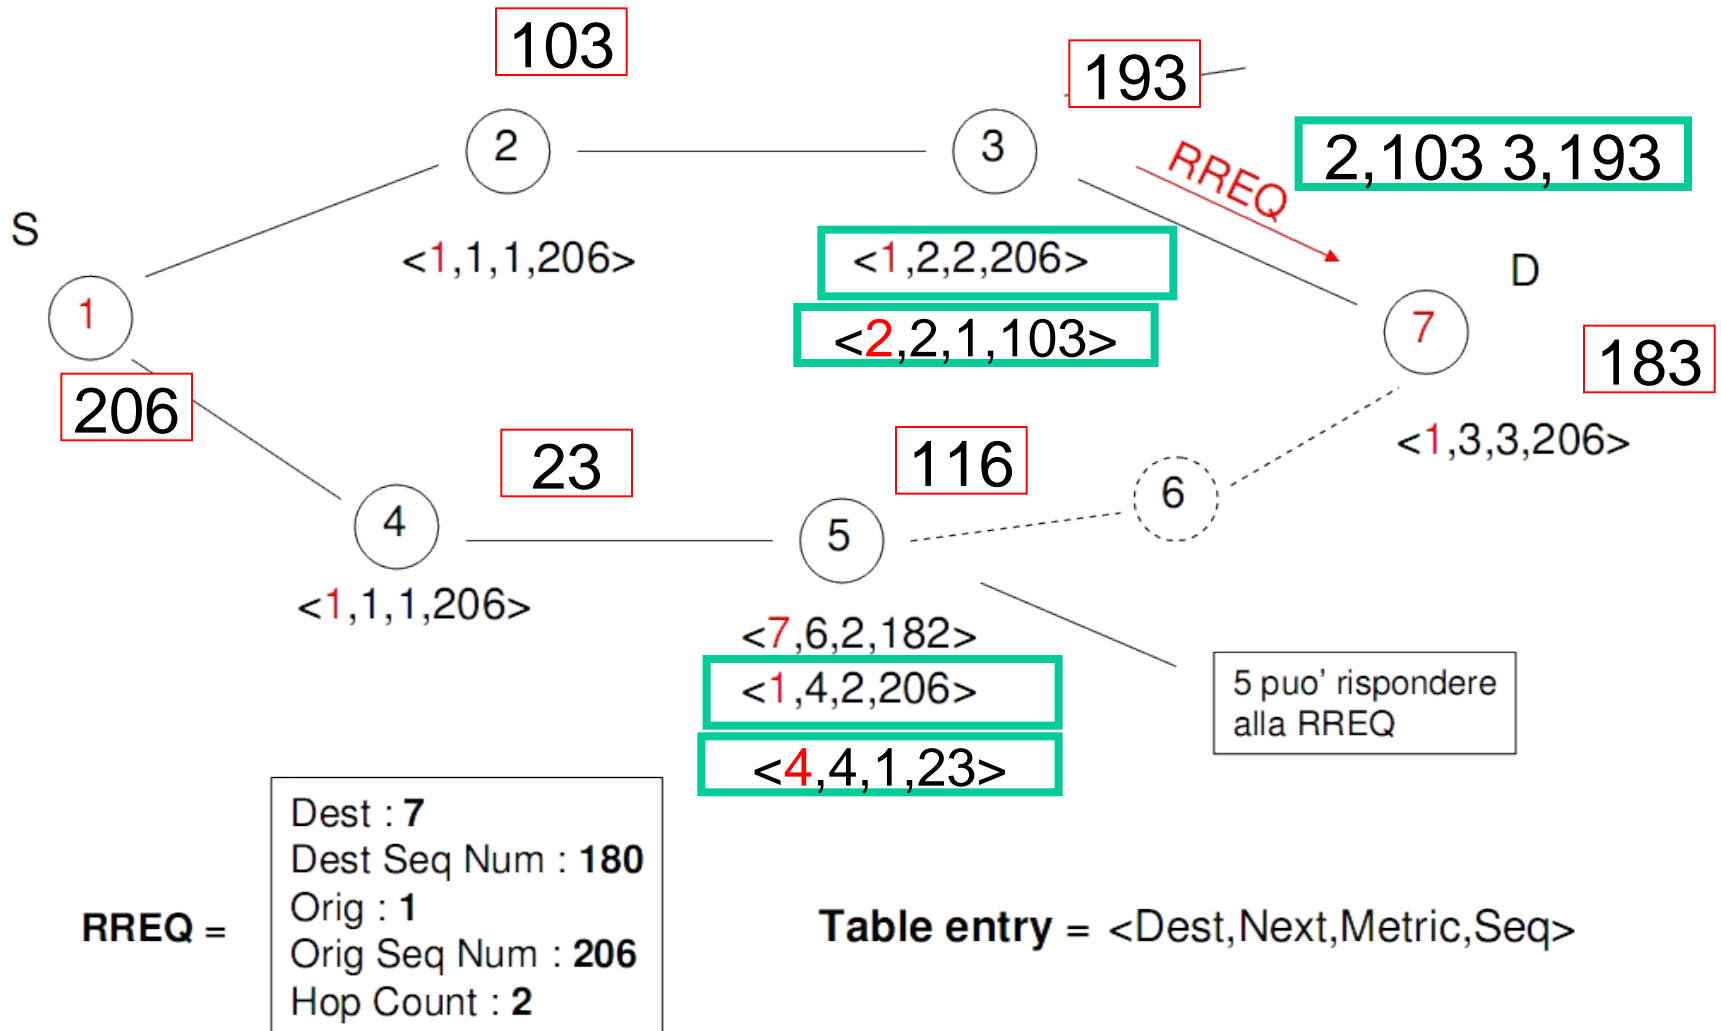 103
193
2
3
RREQ
2,103 3,193
S
<1,1,1,206>
<1,2,2,206>
D
1
<2,2,1,103>
7
183
206
<1,3,3,206>
23
116
6
4
5
<1,1,1,206>
<7,6,2,182>
<1,4,2,206>
5 puo' rispondere
alla RREQ
<4,4,1,23>
RREQ =
Dest : 7
Dest Seq Num : 180
Orig : 1
Orig Seq Num : 206
Hop Count : 2
Table entry = <Dest,Next,Metric,Seq>